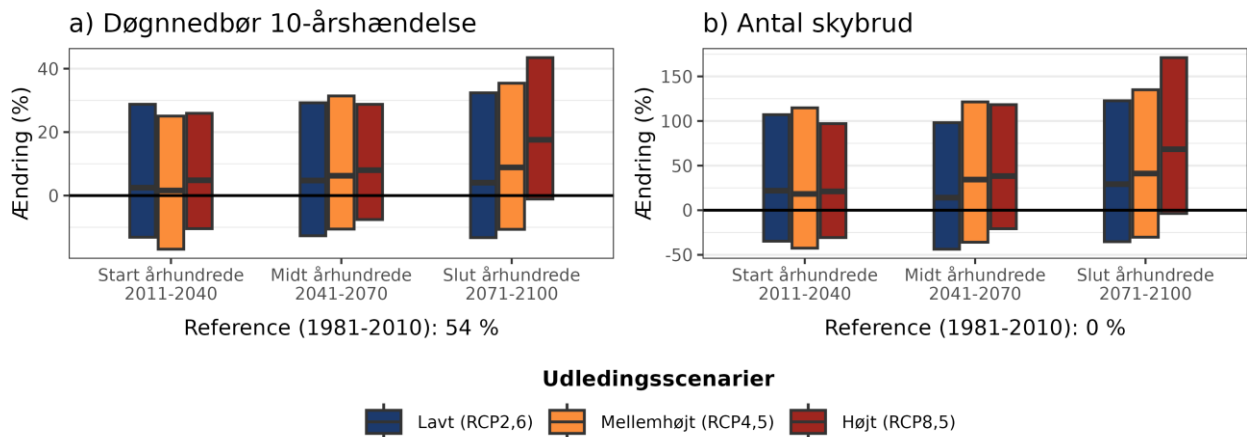 a) Døgnnedbør 10-årshændelse
Ændring (%)
40
20
0
Start århundrede
2011-2040
Midt århundrede
2041-2070
Slut århundrede
2071-2100
Reference (1981-2010): 54 %
b) Antal skybrud
Ændring (%)
150
100
50
0
-50
Start århundrede
2011-2040
Midt århundrede
2041-2070
Slut århundrede
2071-2100
Reference (1981-2010): 0 %
Udledingsscenarier
Lavt (RCP2,6)
Mellemhøjt (RCP4,5)
Højt (RCP8,5)